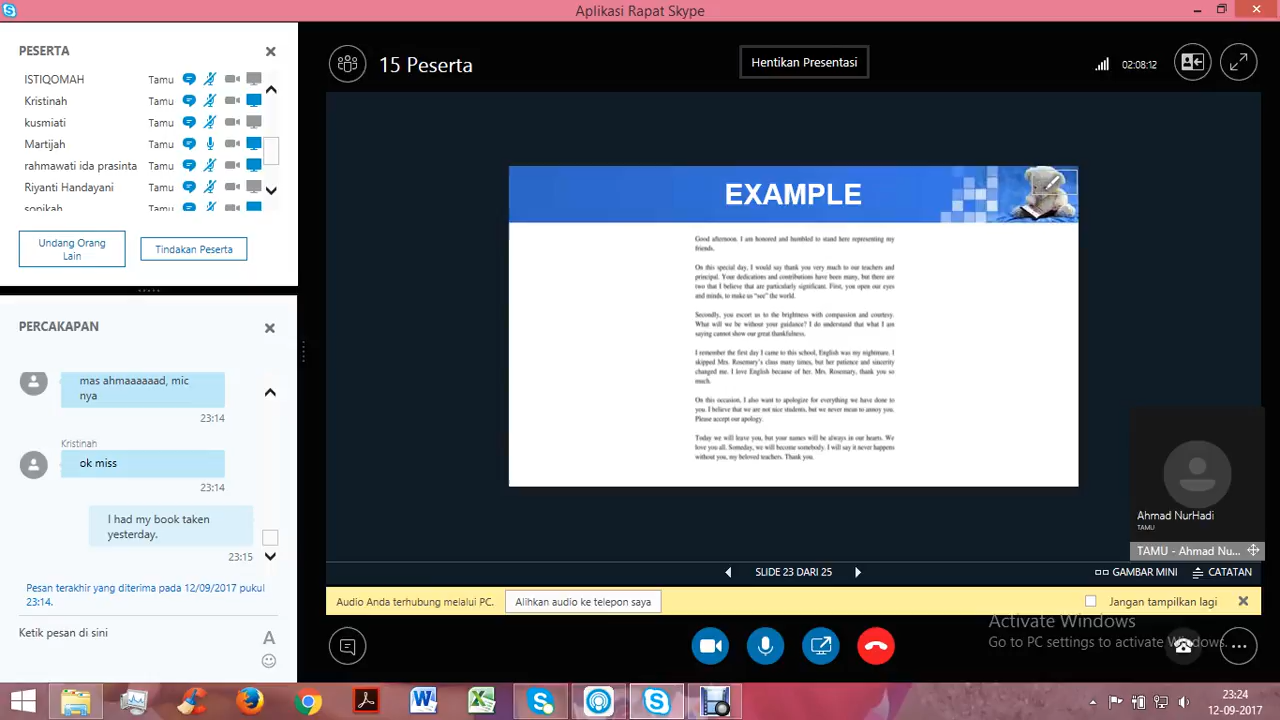 Aplikasi Rapat Skype
PESERTA
ISTIQOMAH Tamu
Kristinah Tamu
kusmiati Tamu
Martijah Tamu
rahmawati ida prasinta Tamu
Riyanti Handayani Tamu
sopikah Tamu
Undang Orang
Lain
Tindakan Peserta
PERCAKAPAN
mas ahmaaaaaad, mic
nya
23:14
Kristinah
ok miss
23:14
I had my book taken
yesterday.
23:15
Pesan terakhir yang diterima pada 12/09/2017 pukul
23:14.
Ketik pesan di sini
A
15 Peserta
Hentikan Presentasi
02:08:12
EXAMPLE
Good afternoon. I am honored and humbled to stand here representing my
friends.
On this special day, I would say thank you very much to our teachers and
principal. Your dedications and contributions have been many, but there are
two that I believe that are particularly significant. First, you open our eyes
and minds, to make us "see" the world.
Secondly, you escort us to the brightness with compassion and courtesy.
What will we be without your guidance? I do understand that what I am
saying cannot show our great thankfulness.
I remember the first day I came to this school, English was my nightmare. I
skipped Mrs. Rosemary's class many times, but her patience and sincerity
changed me. I love English because of her. Mrs. Rosemary, thank you so
much.
On this occasion, I also want to apologize for everything we have done to
you. I believe that we are not nice students, but we never mean to annoy you.
Please accept our apology.
Today we will leave you, but your names will be always in our hearts. We
love you all. Someday, we will become somebody. I will say it never happens
without you, my beloved teachers. Thank you.
Ahmad NurHadi
TAMU
TAMU - Ahmad Nu...
SLIDE 23 DARI 25
GAMBAR MINI
CATATAN
Audio Anda terhubung melalui PC.
Alihkan audio ke telepon saya
Jangan tampilkan lagi
Activate Windows
Go to PC settings to activate Windows.
23:24
12-09-2017